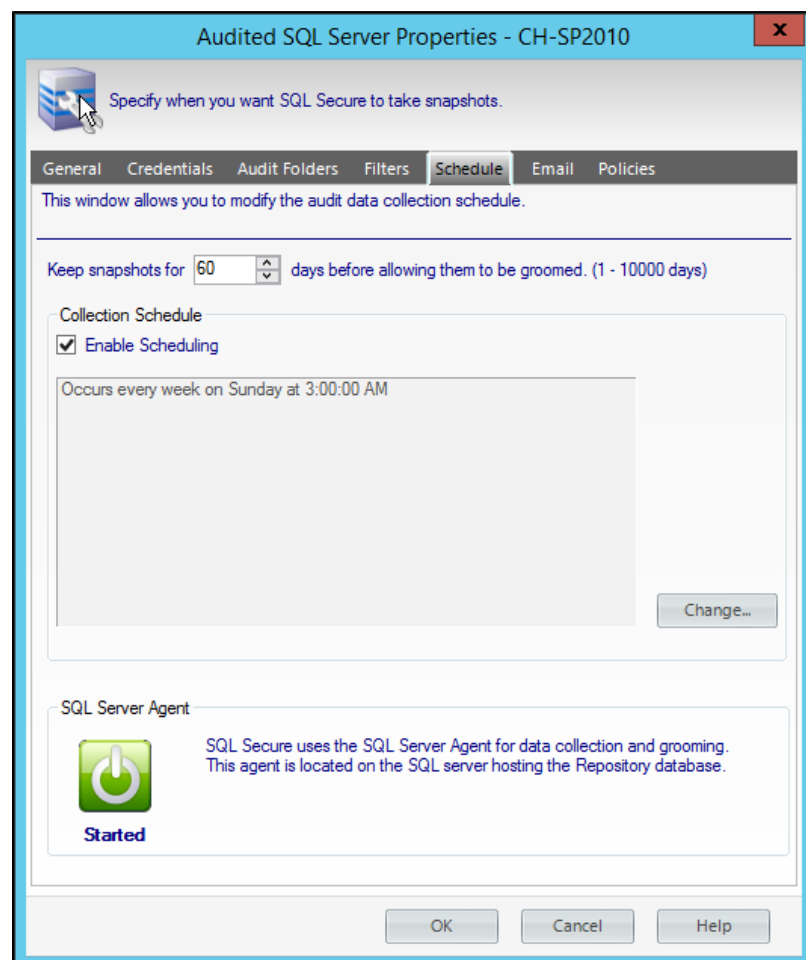 Audited SQL Server Properties - CH-SP2010
x
Specify when you want SQL Secure to take snapshots.
General Credentials Audit Folders Filters Schedule Email Policies
This window allows you to modify the audit data collection schedule.
Keep snapshots for 60 days before allowing them to be groomed. (1 - 10000 days)
Collection Schedule
Enable Scheduling
Occurs every week on Sunday at 3:00:00 AM
Change...
SQL Server Agent
SQL Secure uses the SQL Server Agent for data collection and grooming.
This agent is located on the SQL server hosting the Repository database.
Started
OK Cancel Help